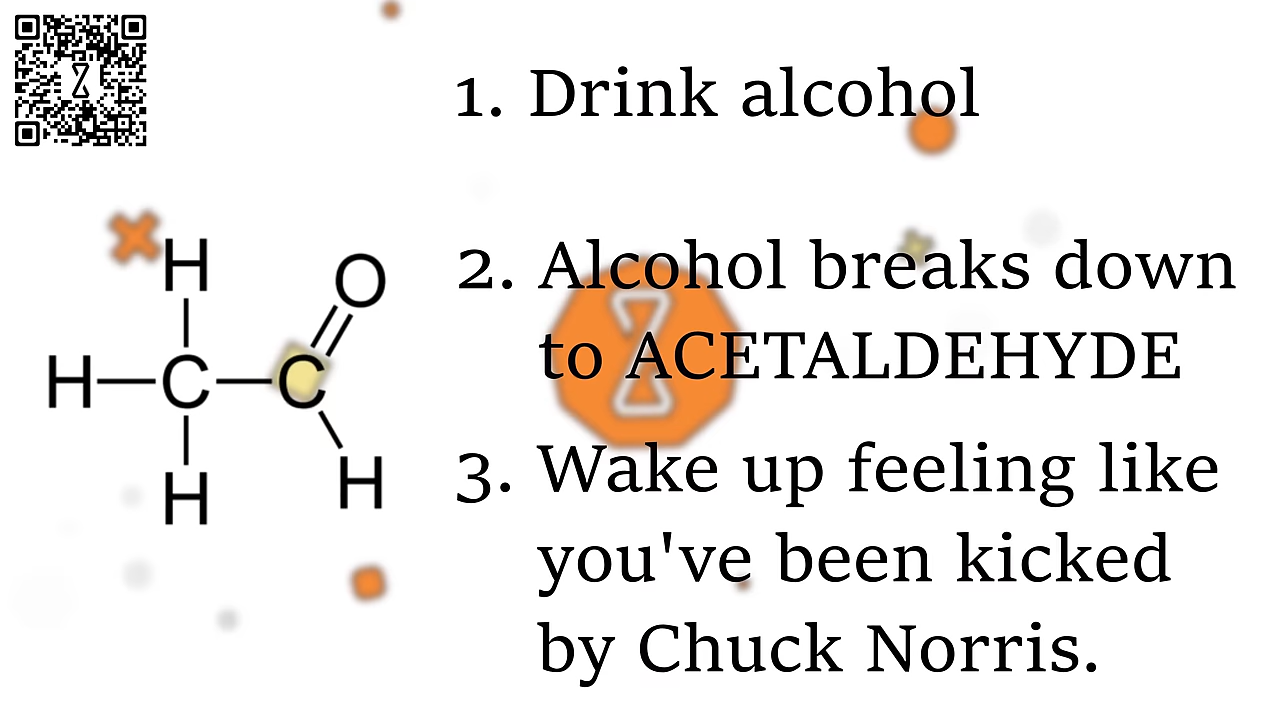 1. Drink alcohol
2. Alcohol breaks down
to ACETALDEHYDE
3. Wake up feeling like
you've been kicked
by Chuck Norris.
H
O
H C C
H H